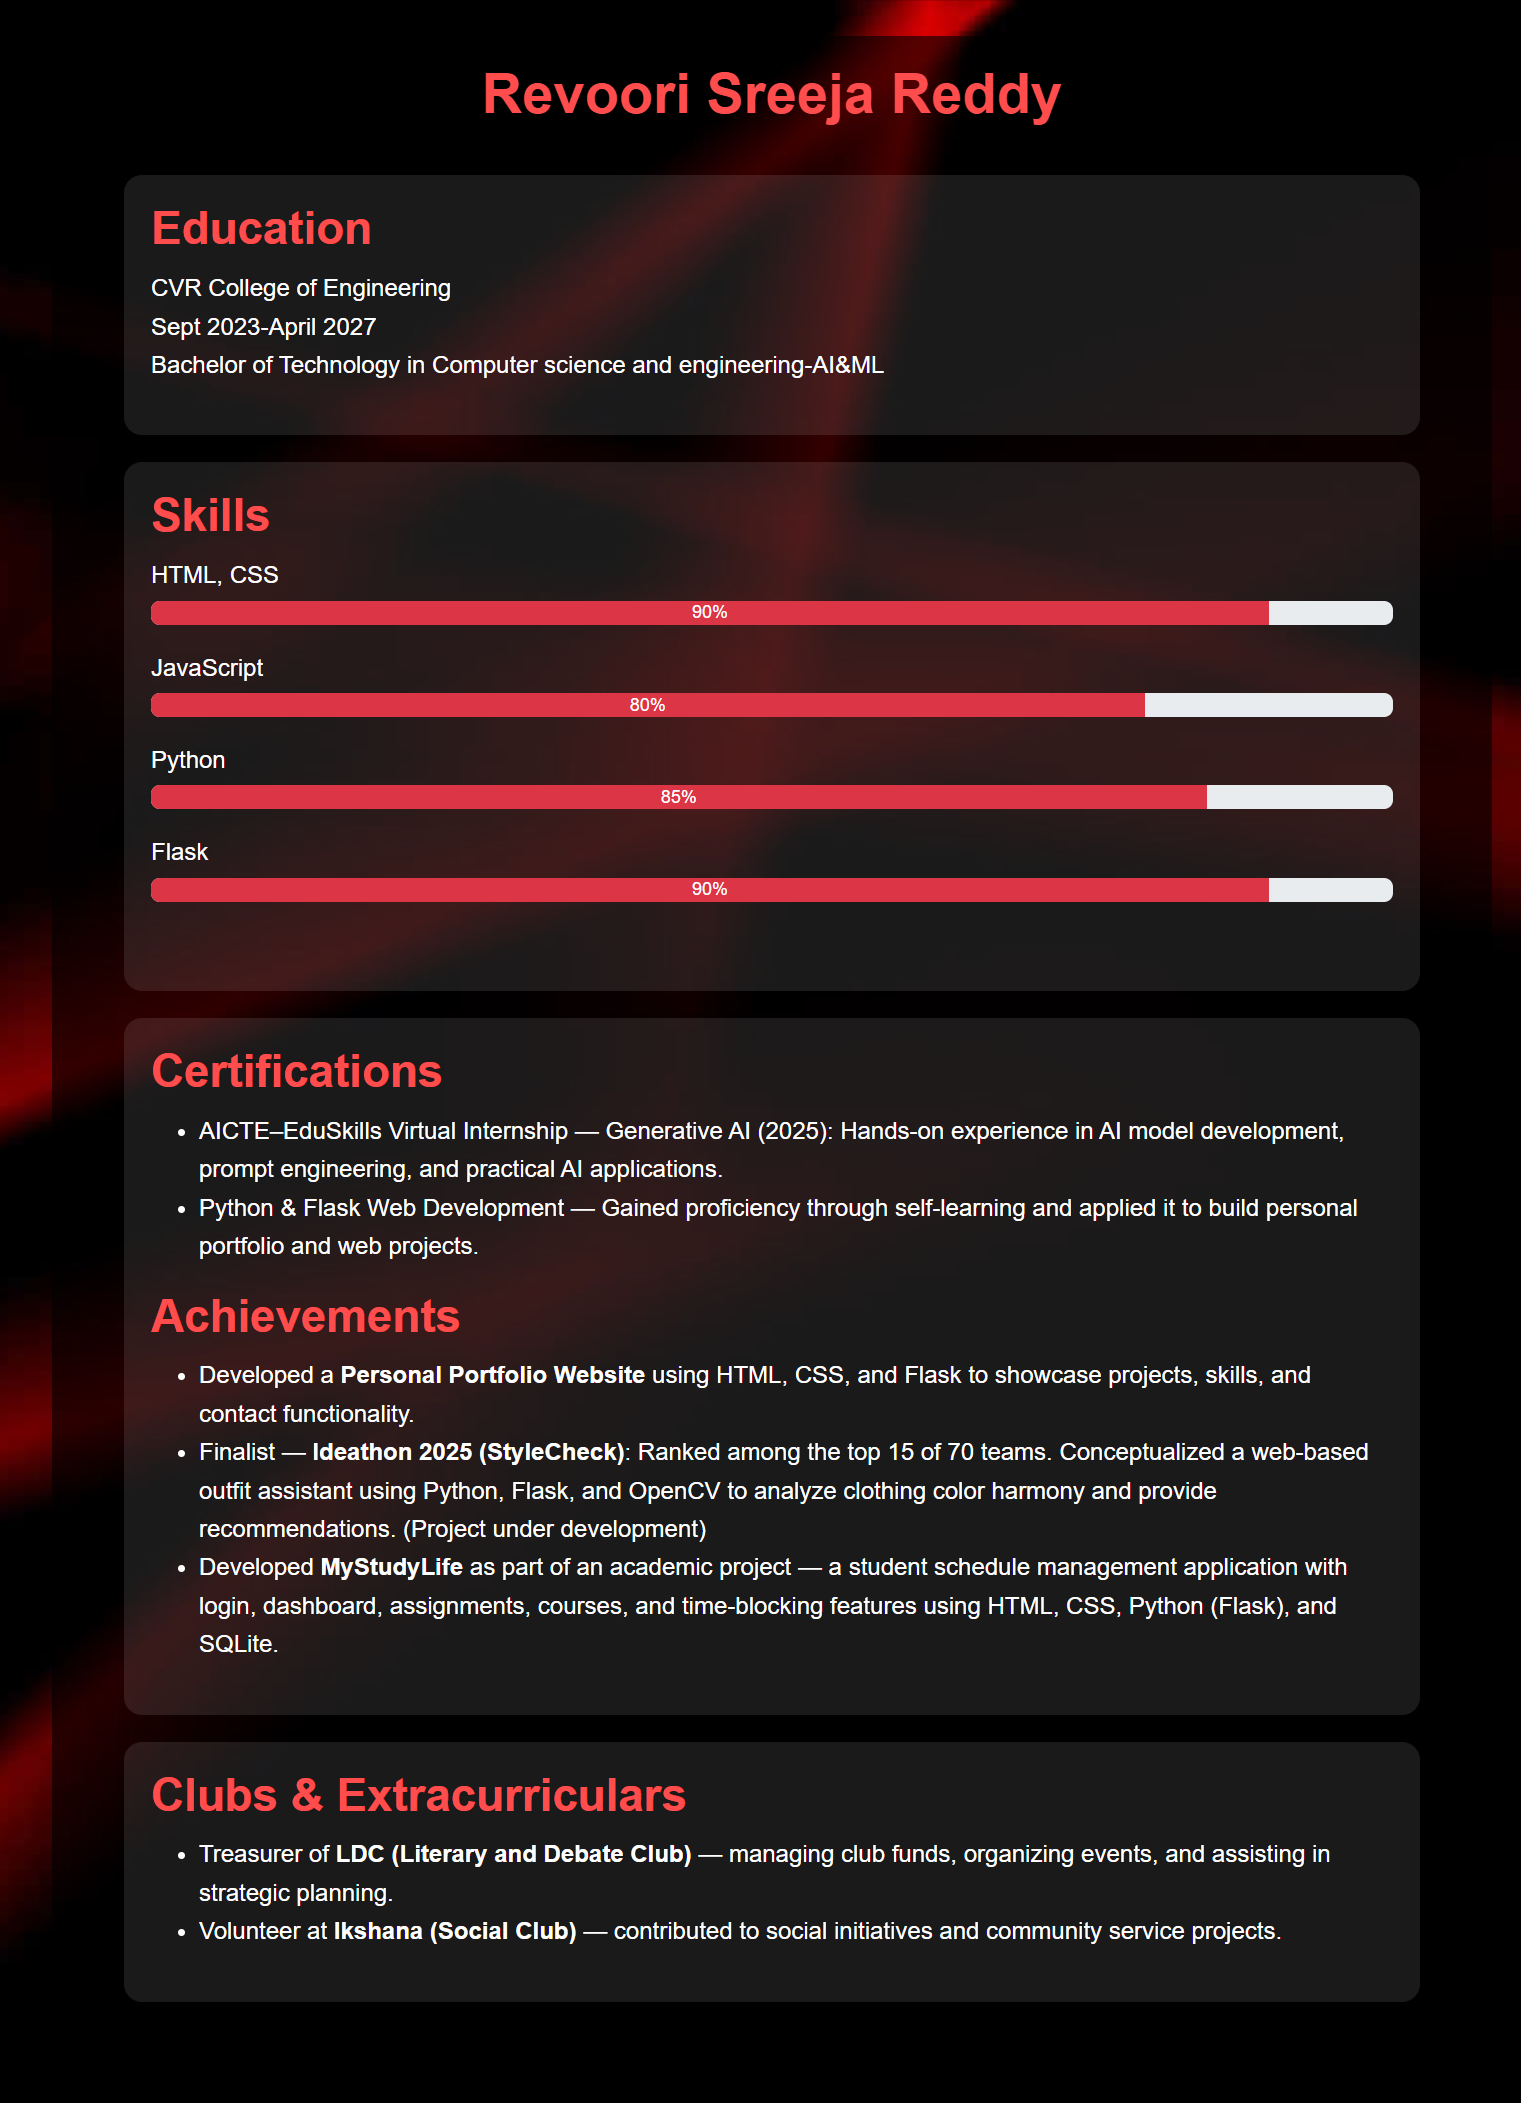 Revoori Sreeja Reddy
Education
CVR College of Engineering
Sept 2023-April 2027
Bachelor of Technology in Computer science and engineering-AI&ML
Skills
HTML, CSS
90%
JavaScript
80%
Python
85%
Flask
90%
Certifications
• AICTE–EduSkills Virtual Internship — Generative AI (2025): Hands-on experience in AI model development,
prompt engineering, and practical AI applications.
• Python & Flask Web Development — Gained proficiency through self-learning and applied it to build personal
portfolio and web projects.
Achievements
• Developed a Personal Portfolio Website using HTML, CSS, and Flask to showcase projects, skills, and
contact functionality.
• Finalist — Ideathon 2025 (StyleCheck): Ranked among the top 15 of 70 teams. Conceptualized a web-based
outfit assistant using Python, Flask, and OpenCV to analyze clothing color harmony and provide
recommendations. (Project under development)
• Developed MyStudyLife as part of an academic project — a student schedule management application with
login, dashboard, assignments, courses, and time-blocking features using HTML, CSS, Python (Flask), and
SQLite.
Clubs & Extracurriculars
• Treasurer of LDC (Literary and Debate Club) — managing club funds, organizing events, and assisting in
strategic planning.
• Volunteer at Ikshana (Social Club) — contributed to social initiatives and community service projects.